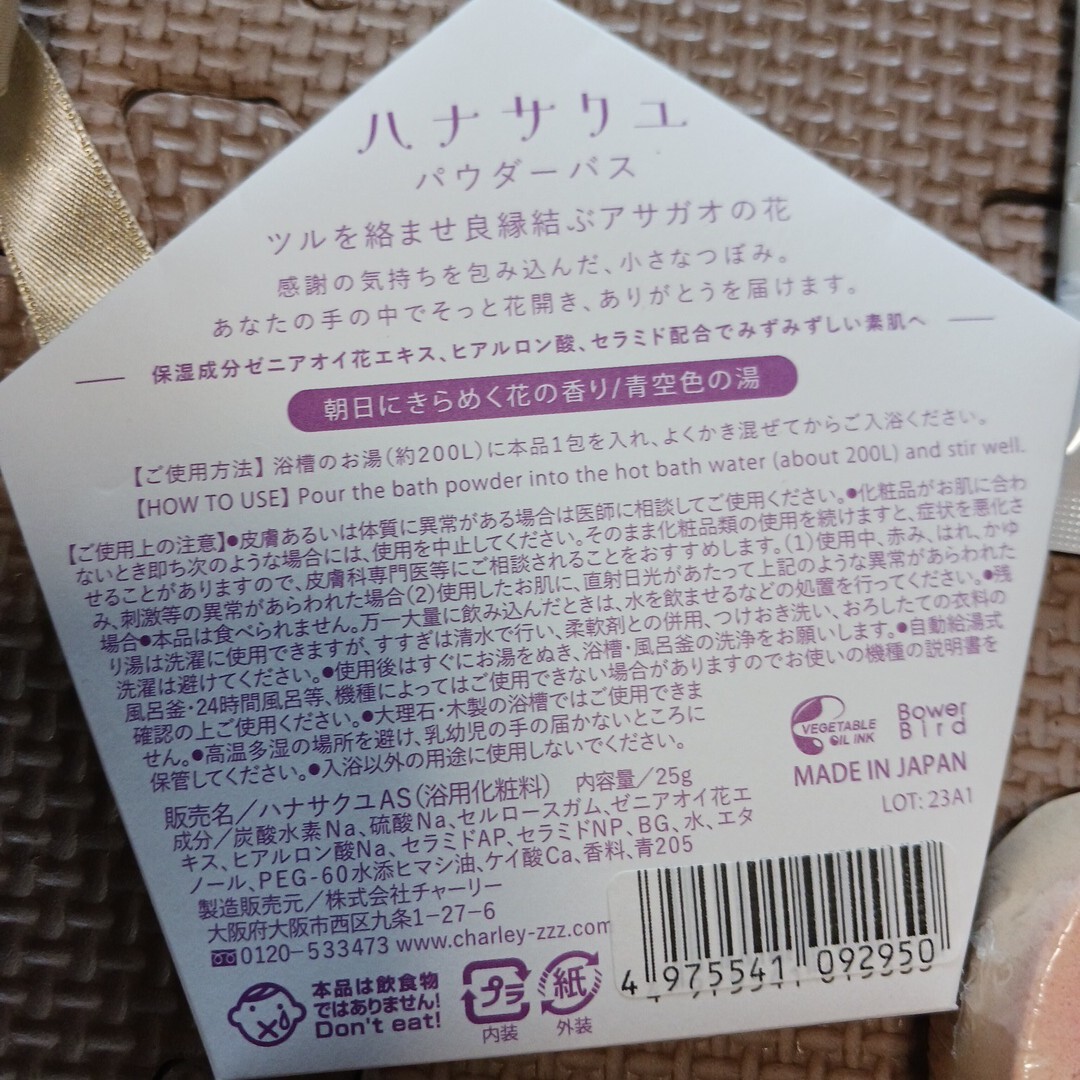 ハナサクユ
パウダーバス
ツルを絡ませ良縁結ぶアサガオの花
感謝の気持ちを包み込んだ、小さなつぼみ。
あなたの手の中でそっと花開き、ありがとうを届けます。
保湿成分ゼニアオイ花エキス、ヒアルロン酸、セラミド配合でみずみずしい素肌へ
朝日にきらめく花の香り/青空色の湯
【ご使用方法】浴槽のお湯(約200L)に本品1包を入れ、よくかき混ぜてからご入浴ください。
【HOW TO USE】Pour the bath powder into the hot bath water (about 200L) and stir well.
【ご使用上の注意】●皮膚あるいは体質に異常がある場合は医師に相談してご使用ください。●化粧品がお肌に合わ
ないとき即ち次のような場合には、使用を中止してください。そのまま化粧品類の使用を続けますと、症状を悪化さ
せることがありますので、皮膚科専門医等にご相談されることをおすすめします。(1)使用中、赤み、はれ、かゆ
み、刺激等の異常があらわれた場合(2)使用したお肌に、直射日光があたって上記のような異常があらわれた
場合●本品は食べられません。万一大量に飲み込んだときは、水を飲ませるなどの処置を行ってください。●残
り湯は洗濯に使用できますが、すすぎは清水で行い、柔軟剤との併用、つけおき洗い、おろしたての衣料の
洗濯は避けてください。●使用後はすぐにお湯をぬき、浴槽・風呂釜の洗浄をお願いします。●自動給湯式
風呂釜・24時間風呂等、機種によってはご使用できない場合がありますのでお使いの機種の説明書を
確認の上ご使用ください。●大理石・木製の浴槽ではご使用できま
せん。●高温多湿の場所を避け、乳幼児の手の届かないところに
保管してください。●入浴以外の用途に使用しないでください。
VEGETABLE
OIL INK
Bower
Bird
MADE IN JAPAN
LOT: 23A1
販売名/ハナサクユAS(浴用化粧料) 内容量/25g
成分/炭酸水素Na、硫酸Na、セルロースガム、ゼニアオイ花エ
キス、ヒアルロン酸Na、セラミドAP、セラミドNP、BG、水、エタ
ノール、PEG-60水添ヒマシ油、ケイ酸Ca、香料、青205
製造販売元/株式会社チャーリー
大阪府大阪市西区九条1-27-6
0120-533473 www.charley-zzz.com
本品は飲食物
ではありません!
Don't eat!
プラ
内装
紙
外装
4 975541 092950